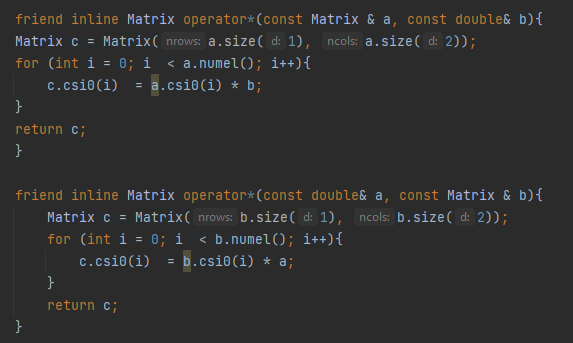 friend inline Matrix operator*(const Matrix & a, const double& b){
Matrix c = Matrix( nrows: a.size( d: 1), ncols: a.size( d: 2));
for (int i = 0; i  < a.numel(); i++){
    c.csi0(i)  = a.csi0(i) * b;
}
return c;
}

friend inline Matrix operator*(const double& a, const Matrix & b){
    Matrix c = Matrix( nrows: b.size( d: 1), ncols: b.size( d: 2));
    for (int i = 0; i  < b.numel(); i++){
        c.csi0(i)  = b.csi0(i) * a;
    }
    return c;
}